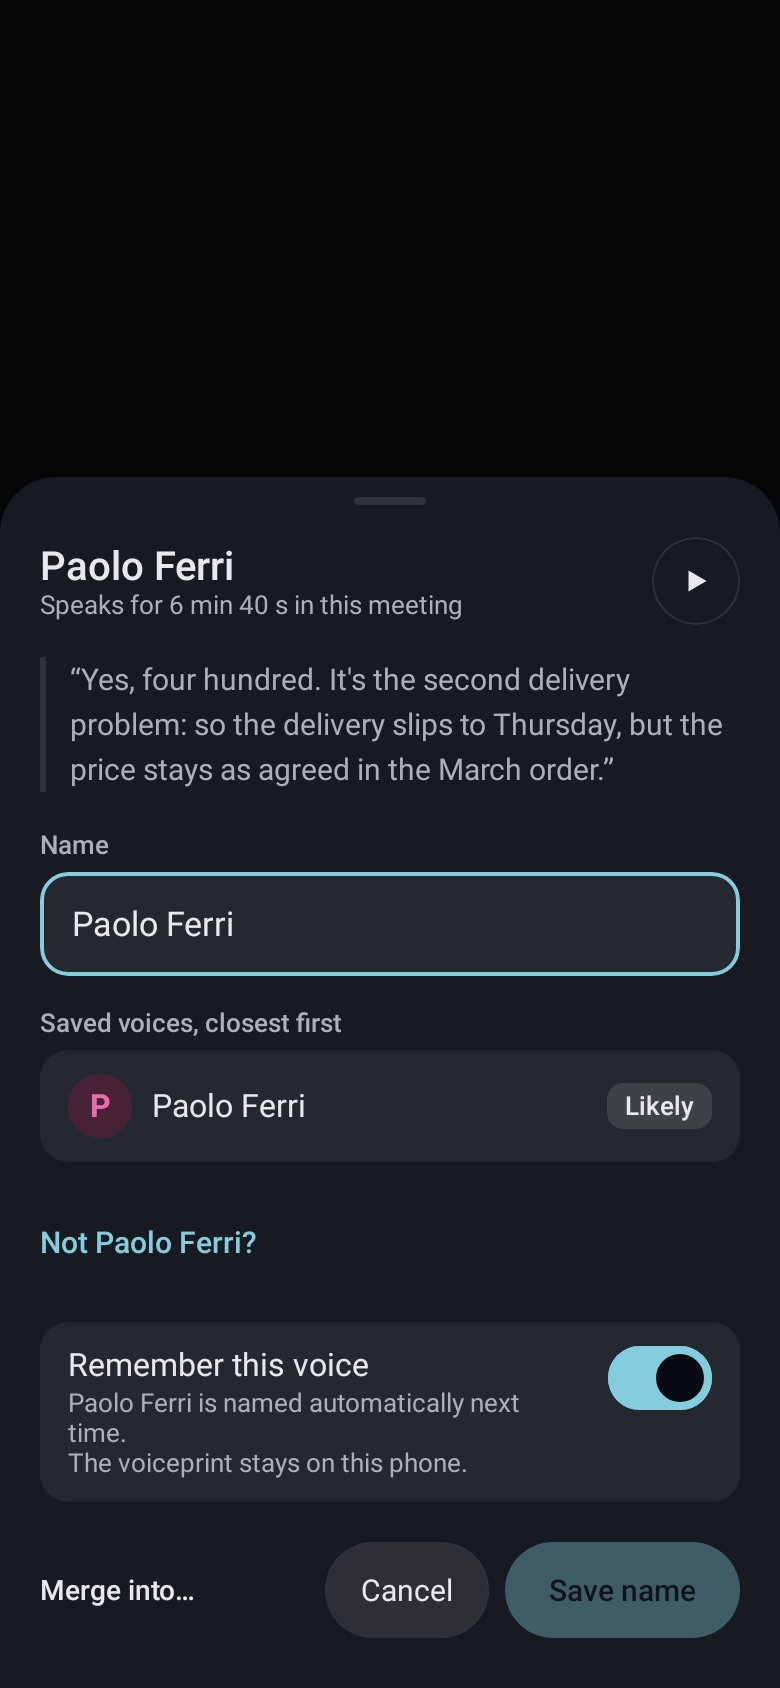 Paolo Ferri
Speaks for 6 min 40 s in this meeting
“Yes, four hundred. It's the second delivery
problem: so the delivery slips to Thursday, but the
price stays as agreed in the March order.”
Name
Paolo Ferri
Saved voices, closest first
P Paolo Ferri Likely
Not Paolo Ferri?
Remember this voice
Paolo Ferri is named automatically next
time.
The voiceprint stays on this phone.
Merge into… Cancel Save name